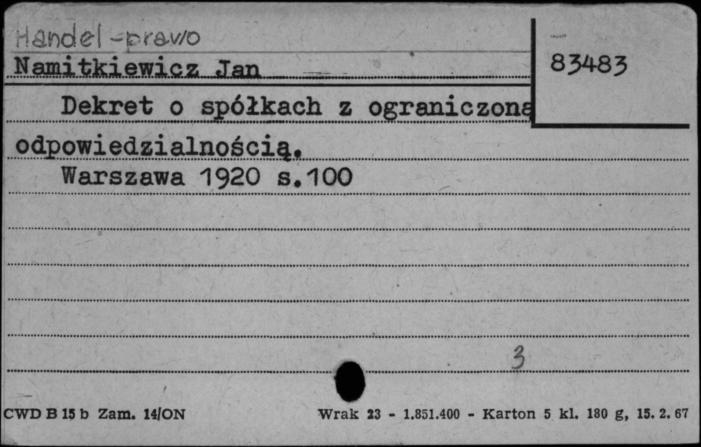 Handel - prawo
Namitkiewicz Jan
83483
Dekret o spółkach z ograniczoną
odpowiedzialnością.
Warszawa 1920 s.100
3
CWD B 15 b Zam. 14/ON
Wrak 23 - 1.851.400 - Karton 5 kl. 180 g, 15. 2. 67